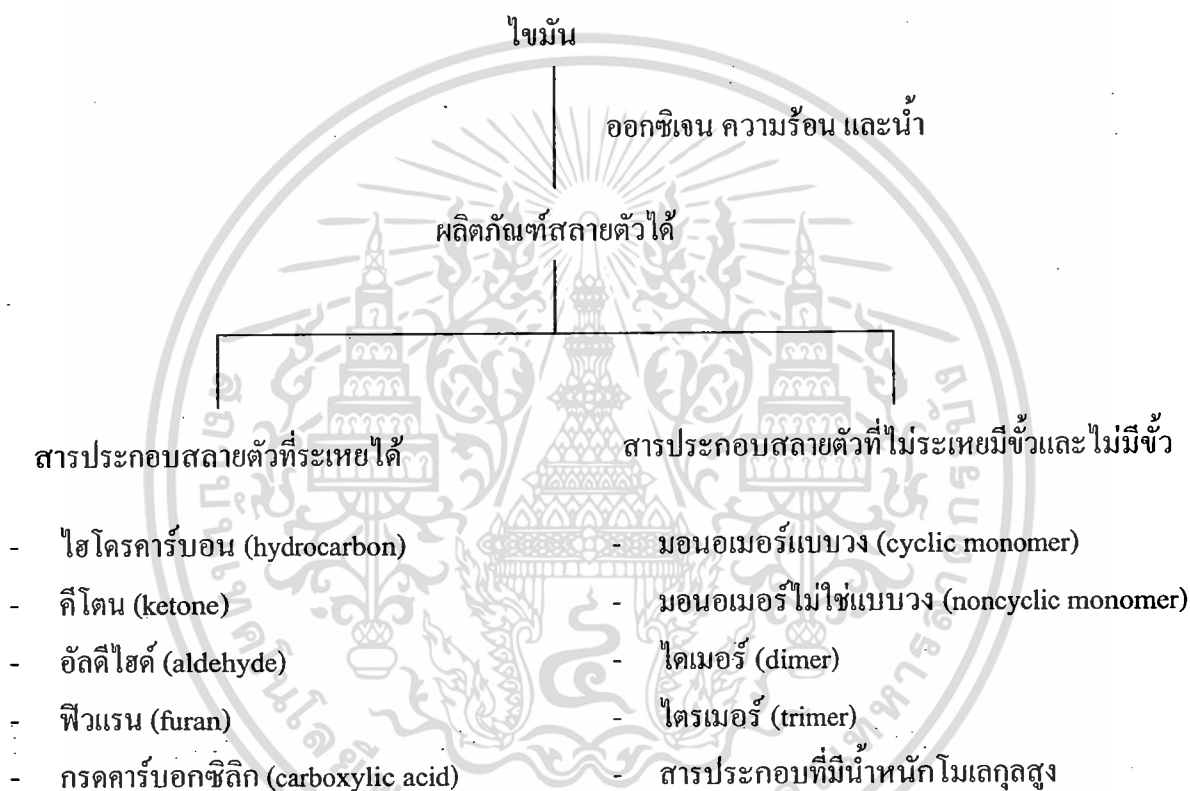 ไขมัน
ออกซิเจน ความร้อน และน้ำ
ผลิตภัณฑ์สลายตัวได้
สารประกอบสลายตัวที่ระเหยได้
- ไฮโดรคาร์บอน (hydrocarbon)
- คีโตน (ketone)
- อัลดีไฮด์ (aldehyde)
- ฟิวแรน (furan)
- กรดคาร์บอกซิลิก (carboxylic acid)
สารประกอบสลายตัวที่ไม่ระเหยมีขั้วและไม่มีขั้ว
- มอนอเมอร์แบบวง (cyclic monomer)
- มอนอเมอร์ไม่ใช่แบบวง (noncyclic monomer)
- ไดเมอร์ (dimer)
- ไตรเมอร์ (trimer)
- สารประกอบที่มีน้ำหนักโมเลกุลสูง